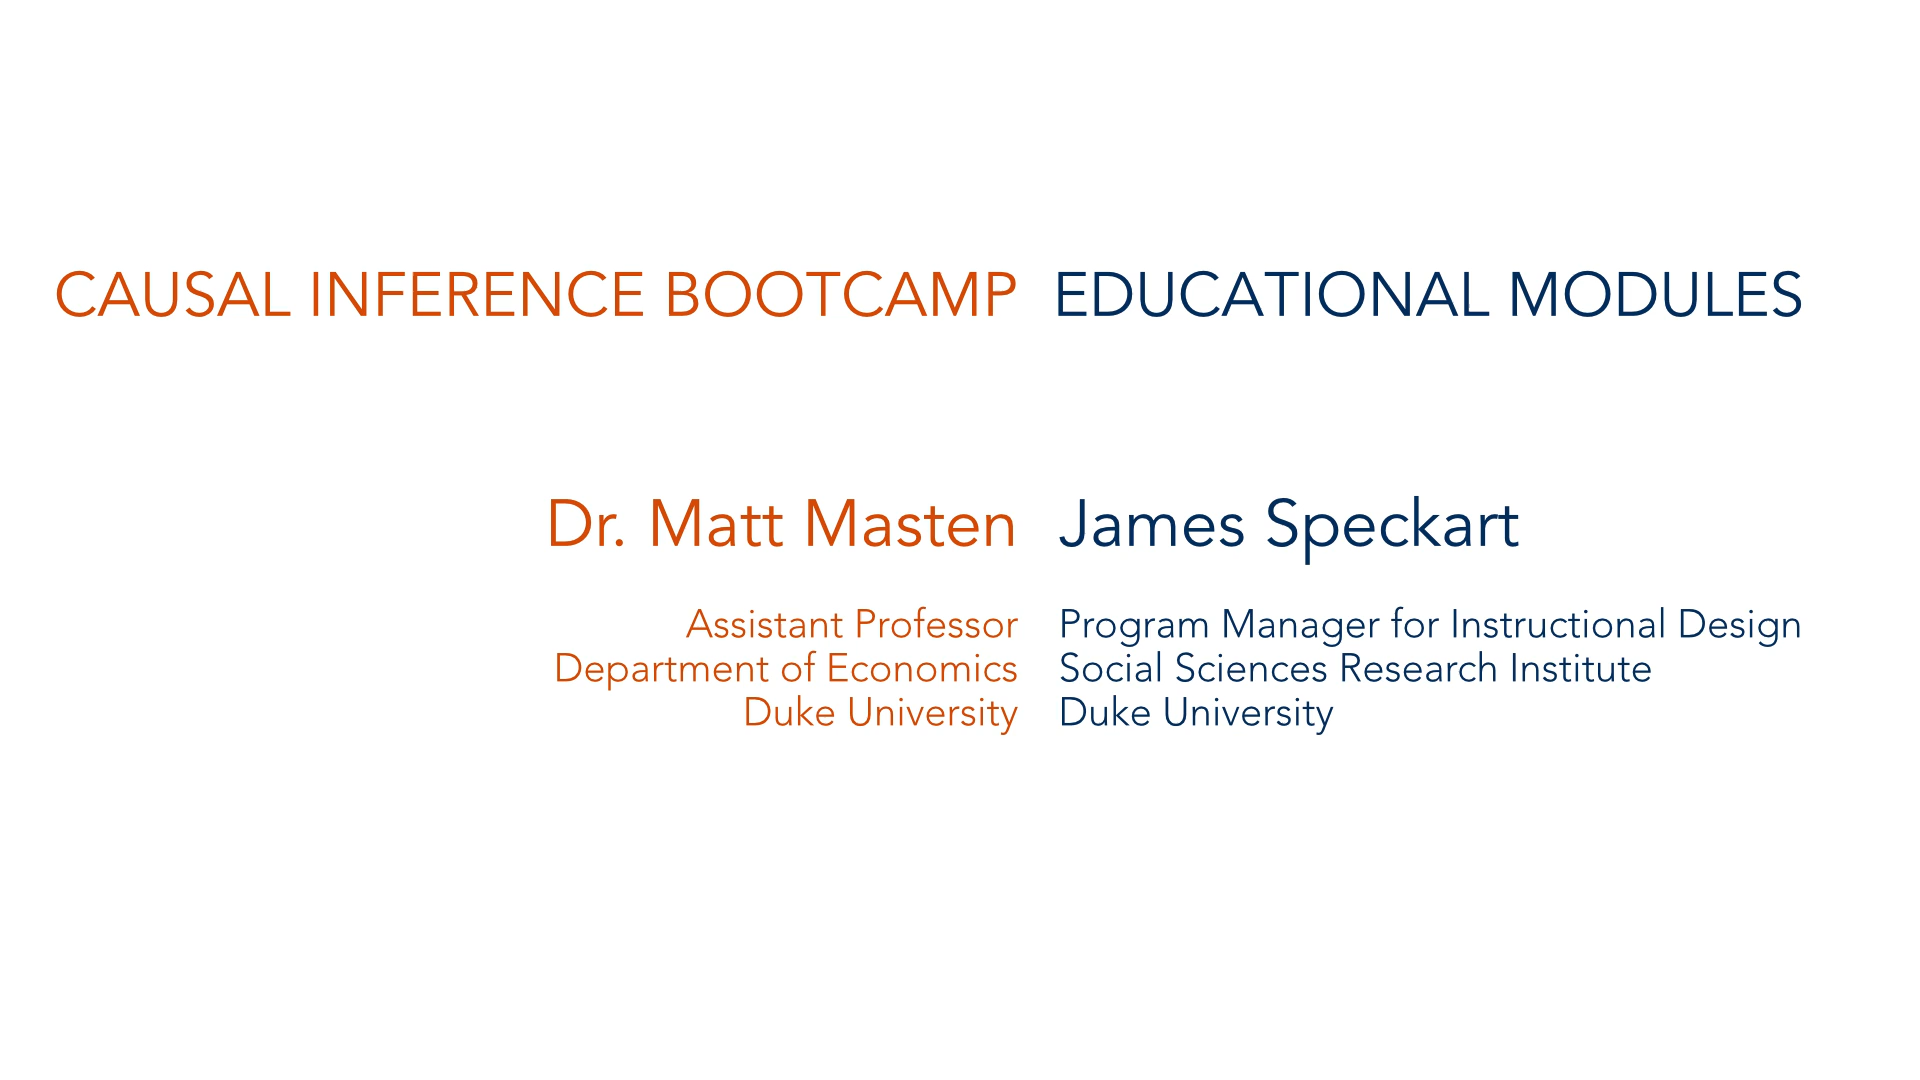 CAUSAL INFERENCE BOOTCAMP EDUCATIONAL MODULES
Dr. Matt Masten
Assistant Professor
Department of Economics
Duke University
James Speckart
Program Manager for Instructional Design
Social Sciences Research Institute
Duke University